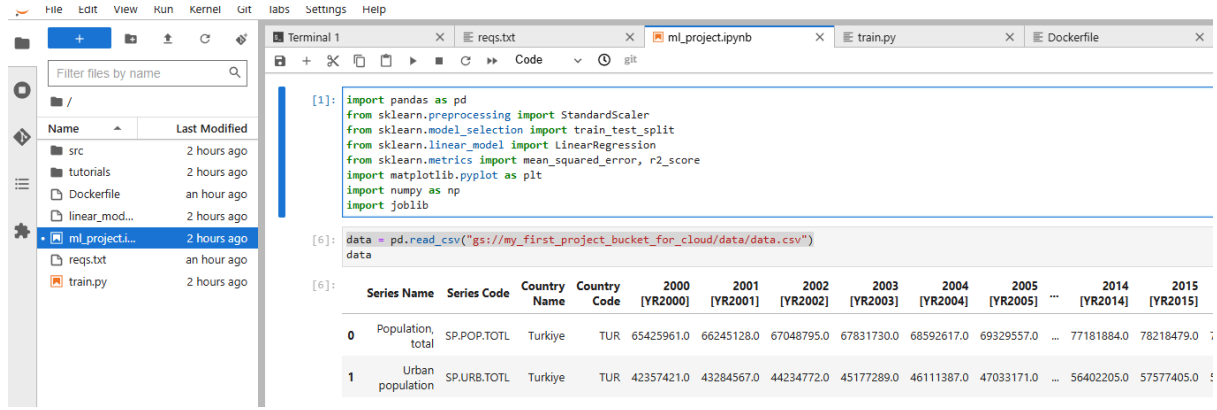 File Edit View Run Kernel Git Tabs Settings Help
Terminal 1 reqs.txt ml_project.ipynb train.py Dockerfile
Filter files by name
Code git
/
Name Last Modified
src 2 hours ago
tutorials 2 hours ago
Dockerfile an hour ago
linear_mod... 2 hours ago
ml_project.i... 2 hours ago
reqs.txt an hour ago
train.py 2 hours ago
[1]: import pandas as pd
from sklearn.preprocessing import StandardScaler
from sklearn.model_selection import train_test_split
from sklearn.linear_model import LinearRegression
from sklearn.metrics import mean_squared_error, r2_score
import matplotlib.pyplot as plt
import numpy as np
import joblib
[6]: data = pd.read_csv("gs://my_first_project_bucket_for_cloud/data/data.csv")
data
[6]:
Series Name Series Code Country Name Country Code 2000 [YR2000] 2001 [YR2001] 2002 [YR2002] 2003 [YR2003] 2004 [YR2004] 2005 [YR2005] ... 2014 [YR2014] 2015 [YR2015]
0 Population, total SP.POP.TOTL Turkiye TUR 65425961.0 66245128.0 67048795.0 67831730.0 68592617.0 69329557.0 ... 77181884.0 78218479.0
1 Urban population SP.URB.TOTL Turkiye TUR 42357421.0 43284567.0 44234772.0 45177289.0 46111387.0 47033171.0 ... 56402205.0 57577405.0